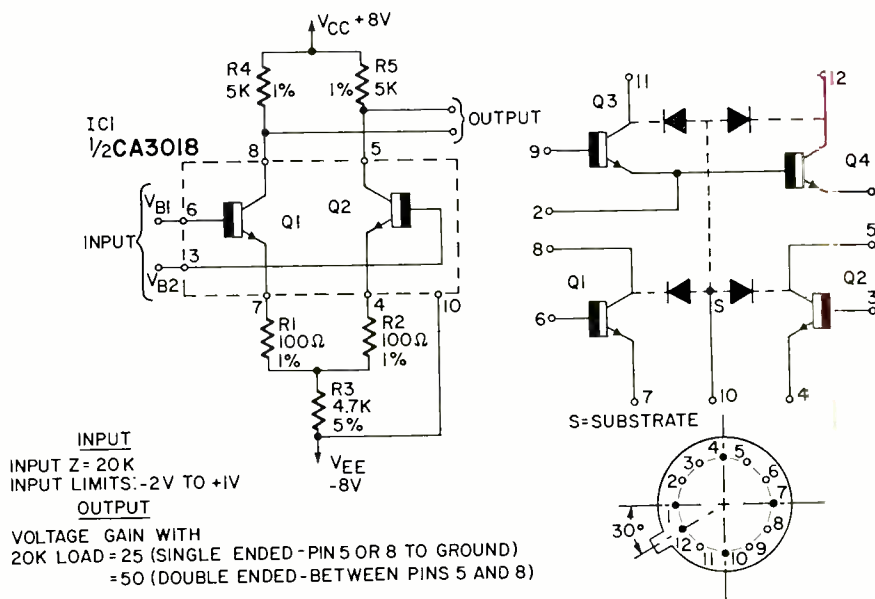 VCC +8V
R4
5K
1%
R5
1%
5K
OUTPUT
IC1
1/2CA3018
8
5
VB1
6
Q1
Q2
INPUT
VB2
13
7
4
10
R1
100Ω
1%
R2
100Ω
1%
R3
4.7K
5%
VEE
-8V
INPUT
INPUT Z=20K
INPUT LIMITS:-2V TO +1V
OUTPUT
VOLTAGE GAIN WITH
20K LOAD=25 (SINGLE ENDED-PIN 5 OR 8 TO GROUND)
=50 (DOUBLE ENDED-BETWEEN PINS 5 AND 8)
11
12
Q3
9
Q4
2
8
5
Q1
S
Q2
6
3
7
10
4
S=SUBSTRATE
4
3
5
2
6
1
7
30°
12
8
11
10
9